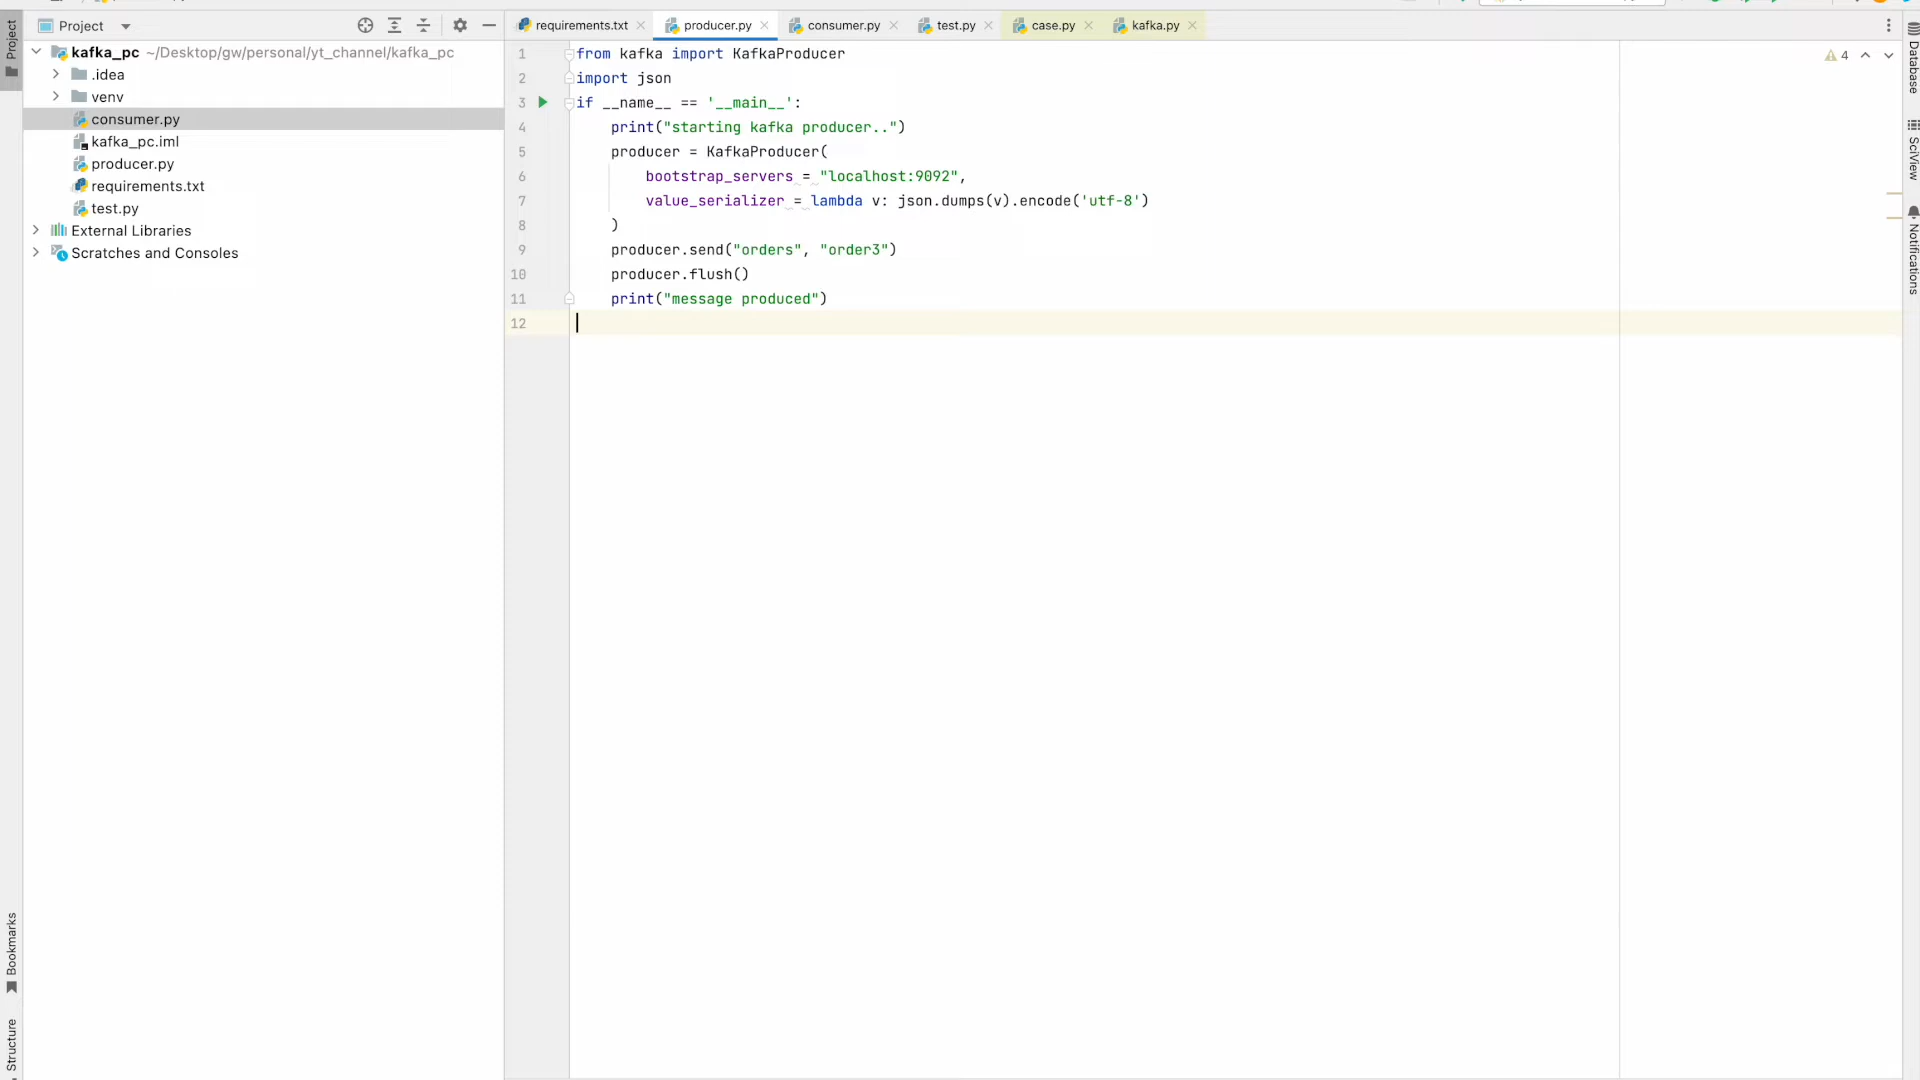 Project
kafka_pc ~/Desktop/gw/personal/yt_channel/kafka_pc
.idea
venv
consumer.py
kafka_pc.iml
producer.py
requirements.txt
test.py
External Libraries
Scratches and Consoles
requirements.txt
producer.py
consumer.py
test.py
case.py
kafka.py
1 from kafka import KafkaProducer
2 import json
3 if __name__ == '__main__':
4 print("starting kafka producer..")
5 producer = KafkaProducer(
6 bootstrap_servers = "localhost:9092",
7 value_serializer = lambda v: json.dumps(v).encode('utf-8')
8 )
9 producer.send("orders", "order3")
10 producer.flush()
11 print("message produced")
12
4
Project
Bookmarks
Structure
Database
SciView
Notifications